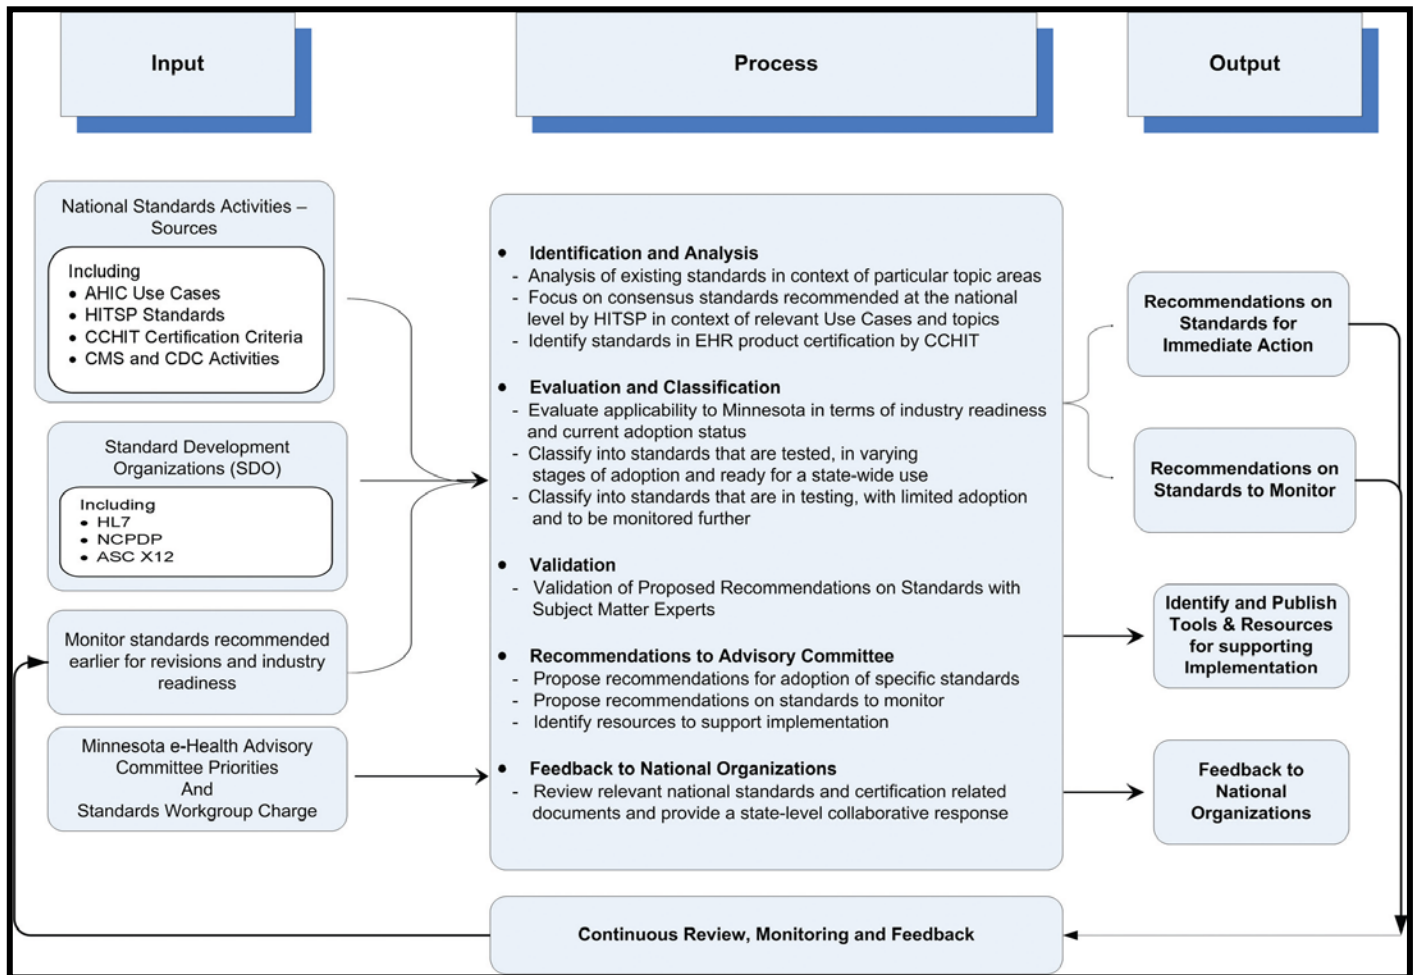 Input
Process
Output
National Standards Activities –
Sources
Including
• AHIC Use Cases
• HITSP Standards
• CCHIT Certification Criteria
• CMS and CDC Activities
Standard Development
Organizations (SDO)
Including
• HL7
• NCPDP
• ASC X12
Monitor standards recommended
earlier for revisions and industry
readiness
Minnesota e-Health Advisory
Committee Priorities
And
Standards Workgroup Charge
• Identification and Analysis
- Analysis of existing standards in context of particular topic areas
- Focus on consensus standards recommended at the national
level by HITSP in context of relevant Use Cases and topics
- Identify standards in EHR product certification by CCHIT
• Evaluation and Classification
- Evaluate applicability to Minnesota in terms of industry readiness
and current adoption status
- Classify into standards that are tested, in varying
stages of adoption and ready for a state-wide use
- Classify into standards that are in testing, with limited adoption
and to be monitored further
• Validation
- Validation of Proposed Recommendations on Standards with
Subject Matter Experts
• Recommendations to Advisory Committee
- Propose recommendations for adoption of specific standards
- Propose recommendations on standards to monitor
- Identify resources to support implementation
• Feedback to National Organizations
- Review relevant national standards and certification related
documents and provide a state-level collaborative response
Recommendations on
Standards for
Immediate Action
Recommendations on
Standards to Monitor
Identify and Publish
Tools & Resources
for supporting
Implementation
Feedback to
National
Organizations
Continuous Review, Monitoring and Feedback